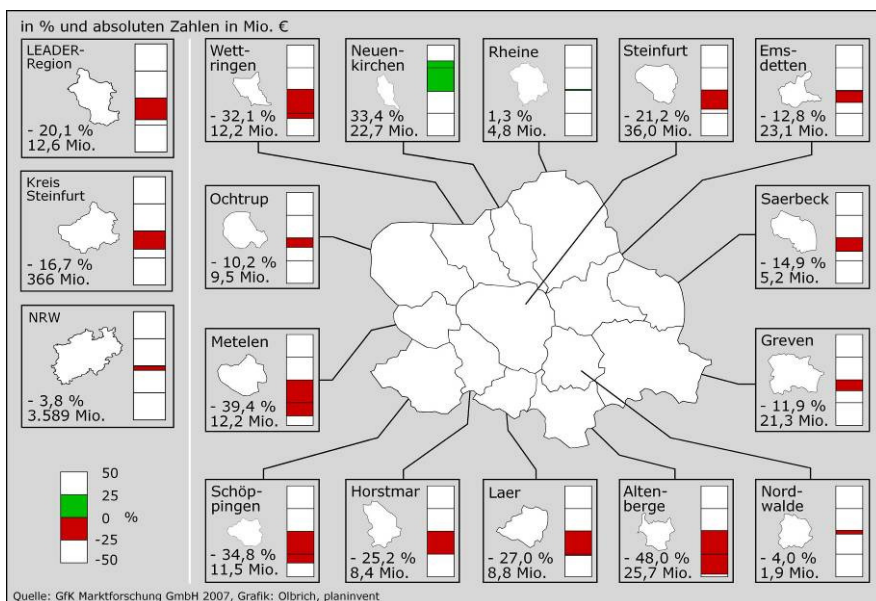 in % und absoluten Zahlen in Mio. €
LEADER-
Region
- 20,1 %
12,6 Mio.
Kreis
Steinfurt
- 16,7 %
366 Mio.
NRW
- 3,8 %
3.589 Mio.
50
25
0 %
-25
-50
Wett-
ringen
- 32,1 %
12,2 Mio.
Neuen-
kirchen
33,4 %
22,7 Mio.
Rheine
1,3 %
4,8 Mio.
Steinfurt
- 21,2 %
36,0 Mio.
Ems-
detten
- 12,8 %
23,1 Mio.
Ochtrup
- 10,2 %
9,5 Mio.
Saerbeck
- 14,9 %
5,2 Mio.
Metelen
- 39,4 %
12,2 Mio.
Greven
- 11,9 %
21,3 Mio.
Schöp-
pingen
- 34,8 %
11,5 Mio.
Horstmar
- 25,2 %
8,4 Mio.
Laer
- 27,0 %
8,8 Mio.
Alten-
berge
- 48,0 %
25,7 Mio.
Nord-
walde
- 4,0 %
1,9 Mio.
Quelle: GfK Marktforschung GmbH 2007, Grafik: Olbrich, planinvent